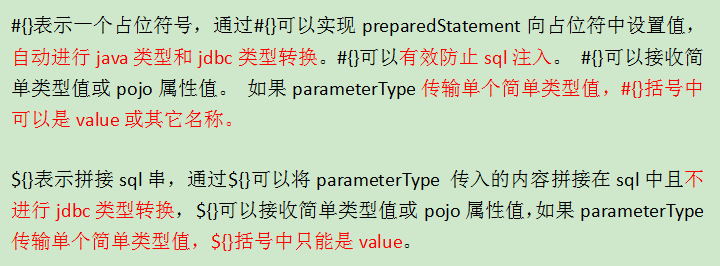 #{}表示一个占位符号，通过#{}可以实现 preparedStatement 向占位符中设置值，
自动进行 java 类型和 jdbc 类型转换。#{}可以有效防止 sql 注入。 #{}可以接收简
单类型值或 pojo 属性值。 如果 parameterType 传输单个简单类型值，#{}括号中
可以是 value 或其它名称。
${}表示拼接 sql 串，通过${}可以将 parameterType 传入的内容拼接在 sql 中且不
进行 jdbc 类型转换，${}可以接收简单类型值或 pojo 属性值，如果 parameterType
传输单个简单类型值，${}括号中只能是 value。